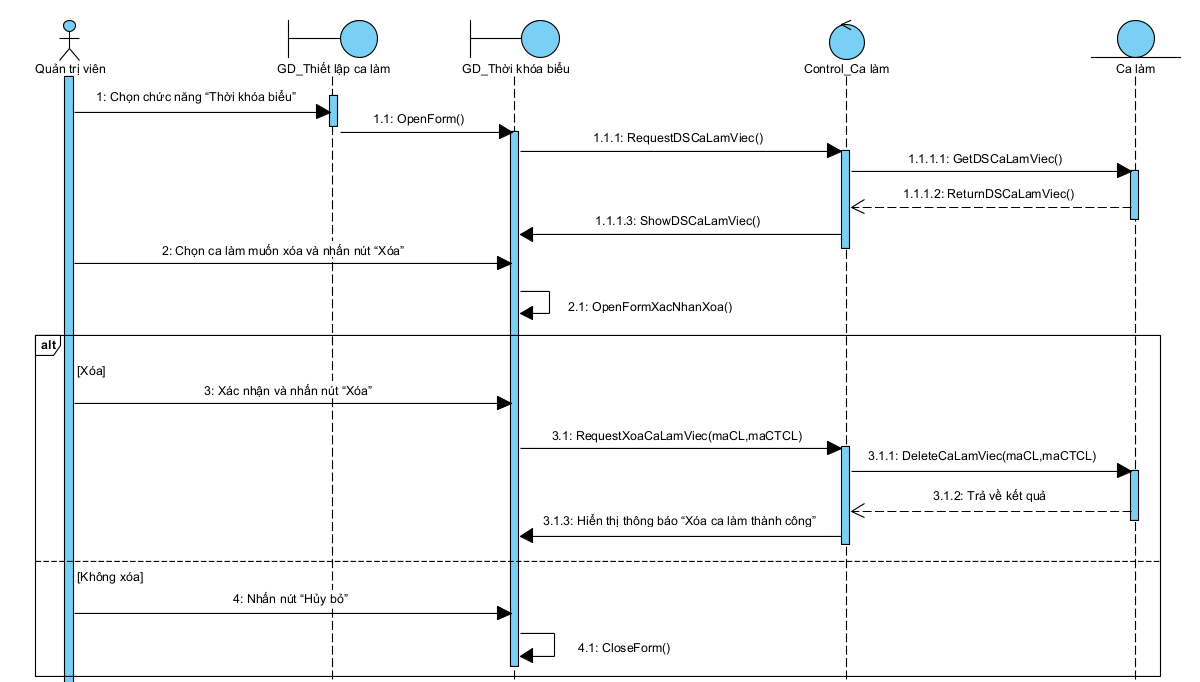 Quản trị viên
GD_Thiết lập ca làm
GD_Thời khóa biểu
Control_Ca làm
Ca làm
1: Chọn chức năng “Thời khóa biểu”
1.1: OpenForm()
1.1.1: RequestDSCaLamViec()
1.1.1.1: GetDSCaLamViec()
1.1.1.2: ReturnDSCaLamViec()
1.1.1.3: ShowDSCaLamViec()
2: Chọn ca làm muốn xóa và nhấn nút “Xóa”
2.1: OpenFormXacNhanXoa()
alt
[Xóa]
3: Xác nhận và nhấn nút “Xóa”
3.1: RequestXoaCaLamViec(maCL,maCTCL)
3.1.1: DeleteCaLamViec(maCL,maCTCL)
3.1.2: Trả về kết quả
3.1.3: Hiển thị thông báo “Xóa ca làm thành công”
[Không xóa]
4: Nhấn nút “Hủy bỏ”
4.1: CloseForm()